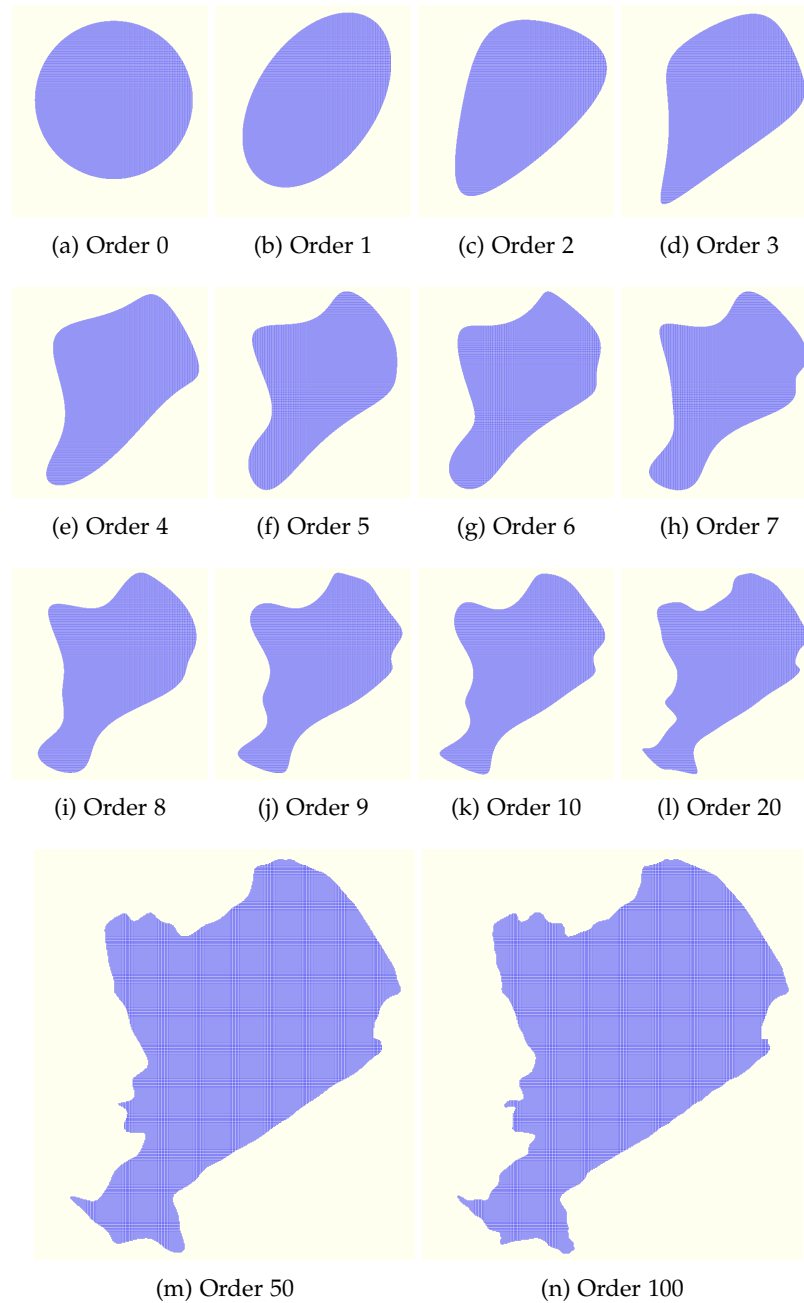 (a) Order 0
(b) Order 1
(c) Order 2
(d) Order 3
(e) Order 4
(f) Order 5
(g) Order 6
(h) Order 7
(i) Order 8
(j) Order 9
(k) Order 10
(l) Order 20
(m) Order 50
(n) Order 100